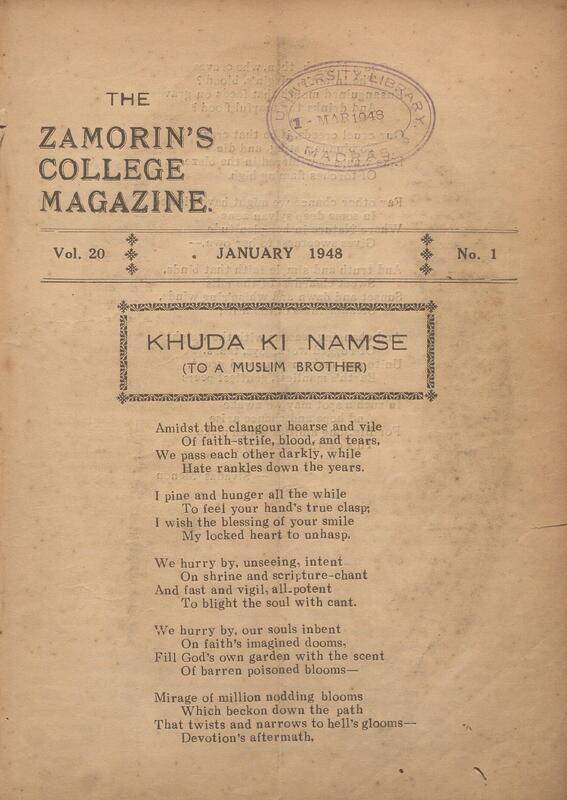 THE
ZAMORIN'S
COLLEGE
MAGAZINE.
UNIVERSITY LIBRARY.
1 - MAR 1948
MADRAS
Vol. 20 JANUARY 1948 No. 1
KHUDA KI NAMSE
(TO A MUSLIM BROTHER)
Amidst the clangour hoarse and vile
Of faith-strife, blood, and tears,
We pass each other darkly, while
Hate rankles down the years.
I pine and hunger all the while
To feel your hand's true clasp;
I wish the blessing of your smile
My locked heart to unhasp.
We hurry by, unseeing, intent
On shrine and scripture-chant
And fast and vigil, all-potent
To blight the soul with cant.
We hurry by, our souls inbent
On faith's imagined dooms,
Fill God's own garden with the scent
Of barren poisoned blooms—
Mirage of million nodding blooms
Which beckon down the path
That twists and narrows to hell's glooms—
Devotion's aftermath,